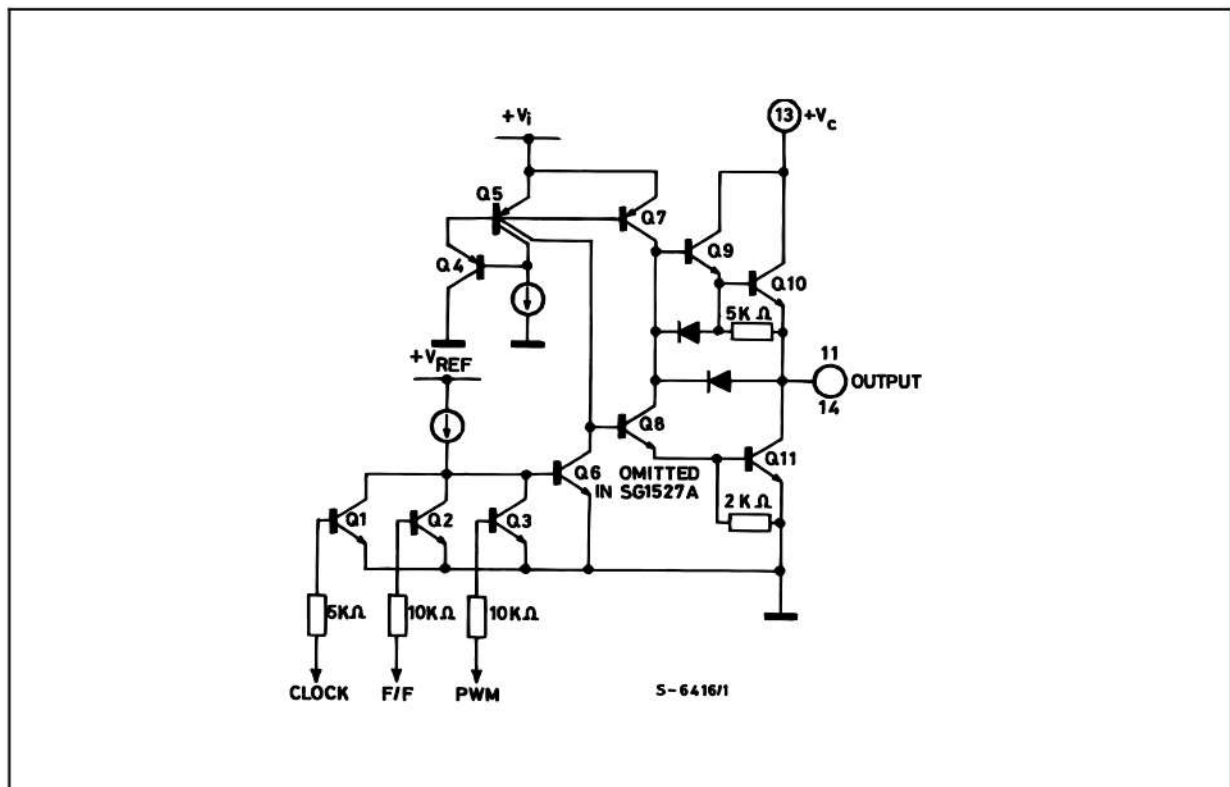 +Vi
13 +Vc
Q5
Q7
Q9
Q4
Q10
5K Ω
+VREF
11
OUTPUT
14
Q8
Q11
Q6 OMITTED
IN SG1527A
2 K Ω
Q1
Q2
Q3
5KΩ
10KΩ
10KΩ
CLOCK
F/F
PWM
S-6416/1